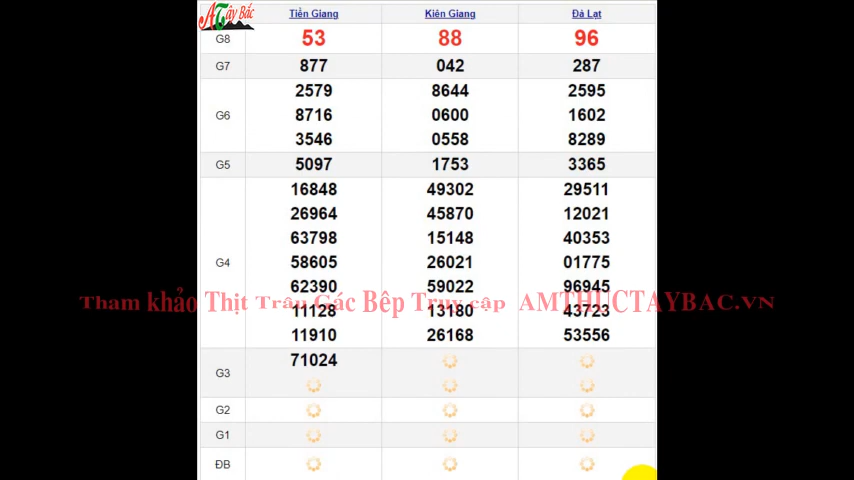 A Tây Bắc
Tiền Giang Kiên Giang Đà Lạt
G8 53 88 96
G7 877 042 287
2579 8644 2595
G6 8716 0600 1602
3546 0558 8289
G5 5097 1753 3365
16848 49302 29511
26964 45870 12021
63798 15148 40353
G4 58605 26021 01775
62390 59022 96945
Tham khảo Thịt Trâu Gác Bếp Truy cập AMTHUCTAYBAC.VN
11128 13180 43723
11910 26168 53556
71024
G3
G2
G1
ĐB